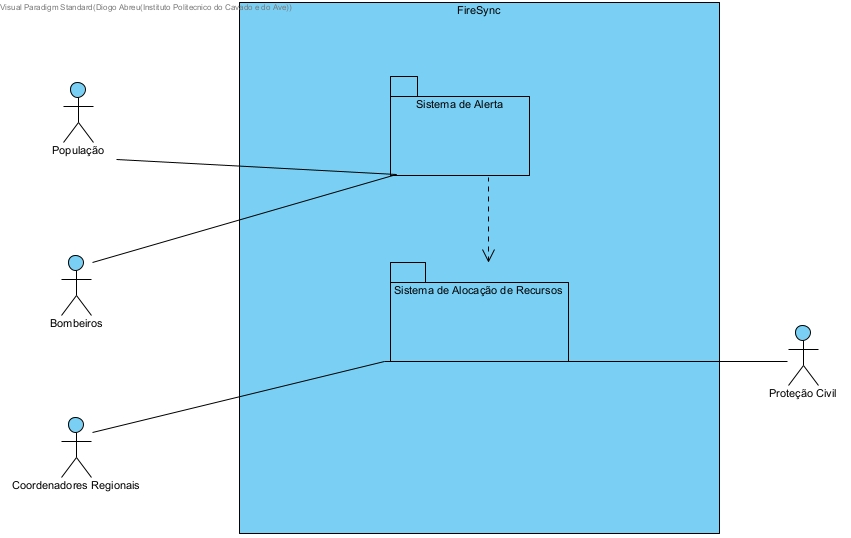 Visual Paradigm Standard(Diogo Abreu(Instituto Politecnico do Cavado e do Ave))
FireSync
Sistema de Alerta
População
Sistema de Alocação de Recursos
Bombeiros
Proteção Civil
Coordenadores Regionais